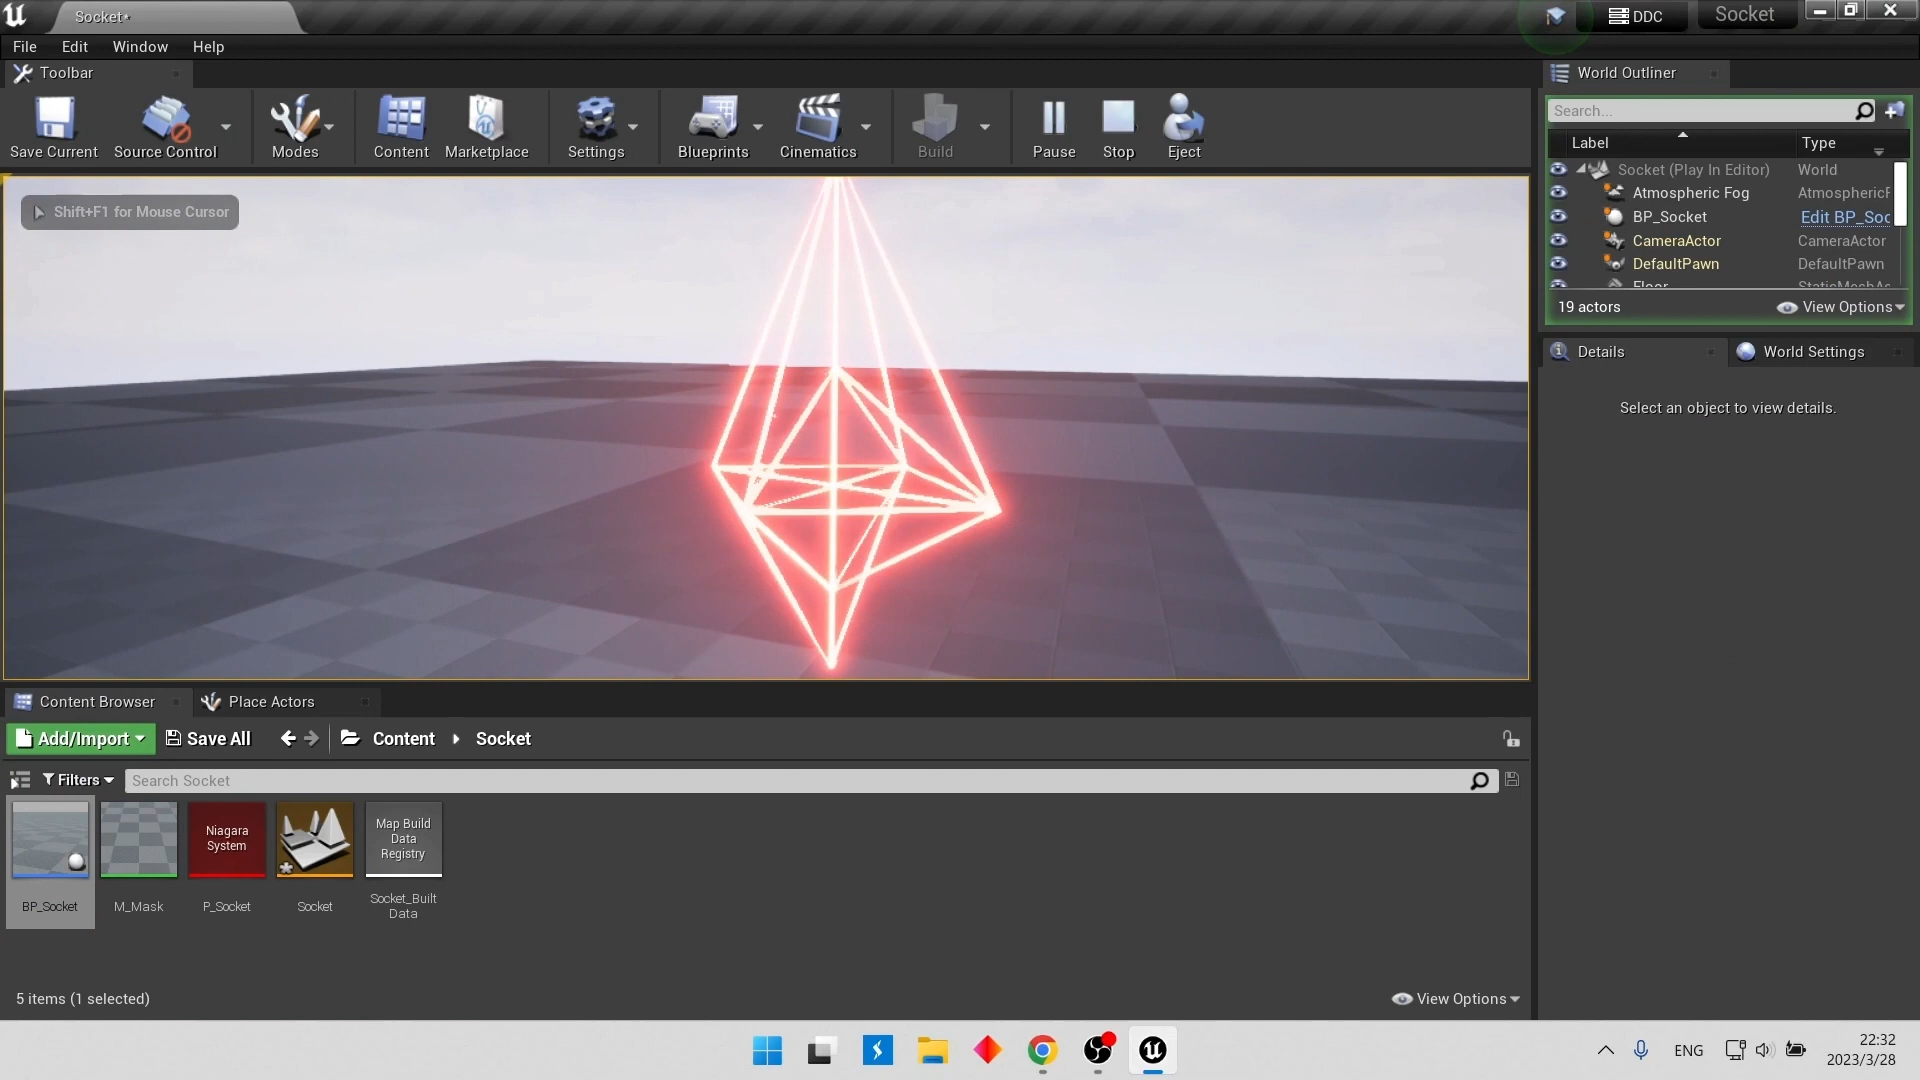 Socket*
DDC
Socket
File Edit Window Help
Toolbar
World Outliner
Save Current
Source Control
Modes
Content
Marketplace
Settings
Blueprints
Cinematics
Build
Pause
Stop
Eject
Search...
Label Type
Socket (Play In Editor) World
Atmospheric Fog AtmosphericF
BP_Socket Edit BP_Soc
CameraActor CameraActor
DefaultPawn DefaultPawn
Floor StaticMeshAc
19 actors View Options
Shift+F1 for Mouse Cursor
Details
World Settings
Select an object to view details.
Content Browser
Place Actors
Add/Import
Save All
Content
Socket
Filters
Search Socket
Niagara
System
Map Build
Data
Registry
BP_Socket
M_Mask
P_Socket
Socket
Socket_Built
Data
5 items (1 selected)
View Options
ENG
22:32
2023/3/28